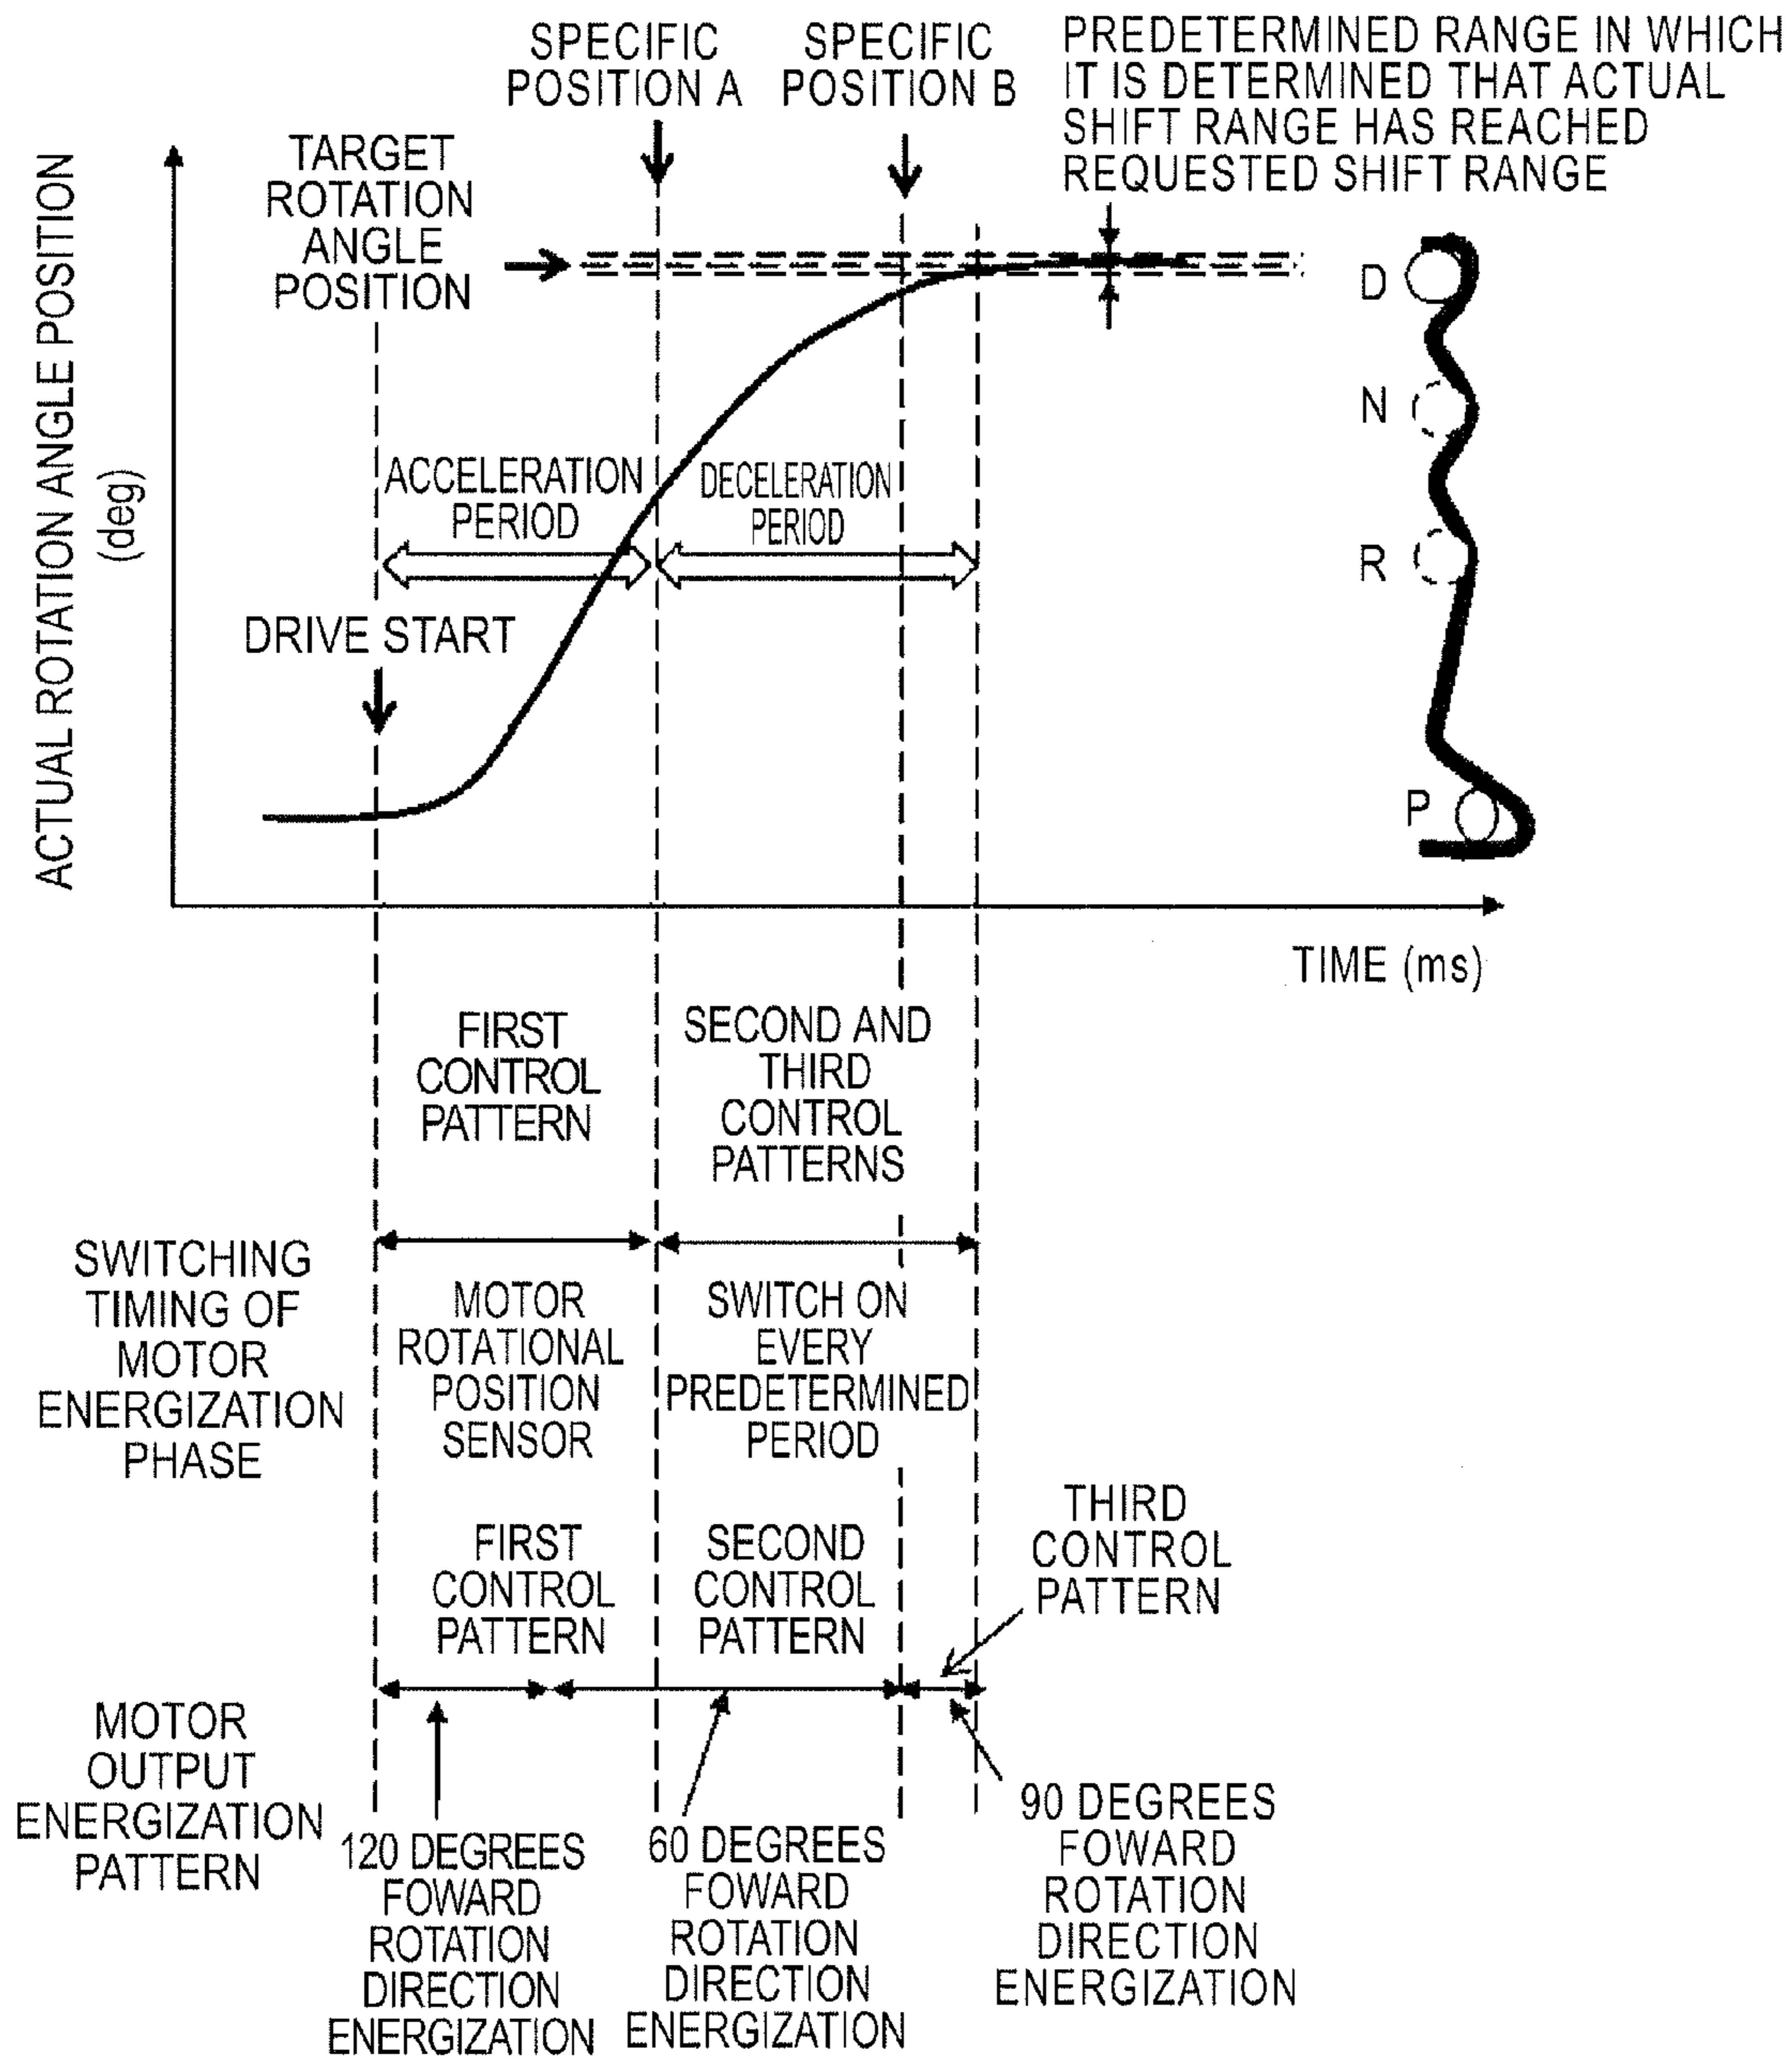 SPECIFIC
POSITION A
SPECIFIC
POSITION B
PREDETERMINED RANGE IN WHICH
IT IS DETERMINED THAT ACTUAL
SHIFT RANGE HAS REACHED
REQUESTED SHIFT RANGE
TARGET
ROTATION
ANGLE
POSITION
ACTUAL ROTATION ANGLE POSITION
(deg)
D
N
R
P
ACCELERATION
PERIOD
DECELERATION
PERIOD
DRIVE START
TIME (ms)
FIRST
CONTROL
PATTERN
SECOND AND
THIRD
CONTROL
PATTERNS
SWITCHING
TIMING OF
MOTOR
ENERGIZATION
PHASE
MOTOR
ROTATIONAL
POSITION
SENSOR
SWITCH ON
EVERY
PREDETERMINED
PERIOD
FIRST
CONTROL
PATTERN
SECOND
CONTROL
PATTERN
THIRD
CONTROL
PATTERN
MOTOR
OUTPUT
ENERGIZATION
PATTERN
120 DEGREES
FOWARD
ROTATION
DIRECTION
ENERGIZATION
60 DEGREES
FOWARD
ROTATION
DIRECTION
ENERGIZATION
90 DEGREES
FOWARD
ROTATION
DIRECTION
ENERGIZATION